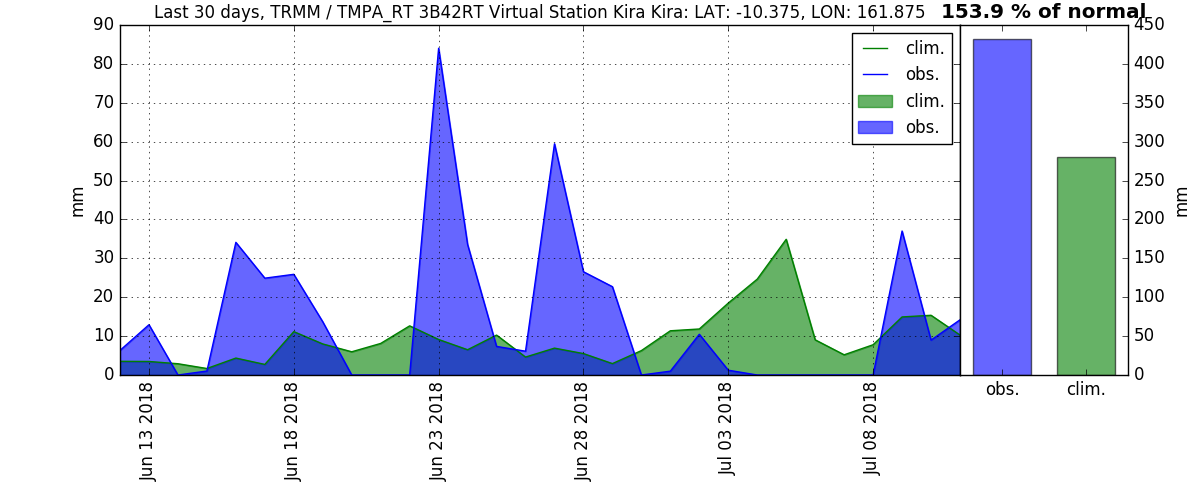 Last 30 days, TRMM / TMPA_RT 3B42RT Virtual Station Kira Kira: LAT: -10.375, LON: 161.875 153.9 % of normal
90
80
70
60
50
40
30
20
10
0
mm
Jun 13 2018
Jun 18 2018
Jun 23 2018
Jun 28 2018
Jul 03 2018
Jul 08 2018
clim.
obs.
clim.
obs.
450
400
350
300
250
200
150
100
50
0
mm
obs.
clim.